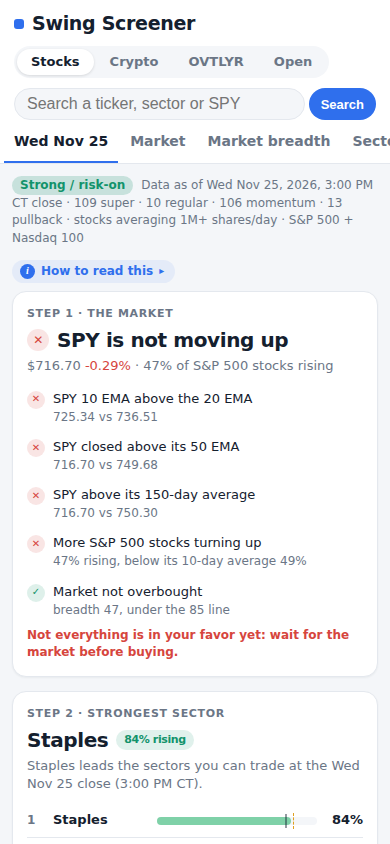 Swing Screener
Stocks Crypto OVTLYR Open
Search a ticker, sector or SPY Search
Wed Nov 25 Market Market breadth Secto
Strong / risk-on Data as of Wed Nov 25, 2026, 3:00 PM
CT close · 109 super · 10 regular · 106 momentum · 13
pullback · stocks averaging 1M+ shares/day · S&P 500 +
Nasdaq 100
i How to read this ▸
STEP 1 · THE MARKET
✕ SPY is not moving up
$716.70 -0.29% · 47% of S&P 500 stocks rising
✕ SPY 10 EMA above the 20 EMA
725.34 vs 736.51
✕ SPY closed above its 50 EMA
716.70 vs 749.68
✕ SPY above its 150-day average
716.70 vs 750.30
✕ More S&P 500 stocks turning up
47% rising, below its 10-day average 49%
✓ Market not overbought
breadth 47, under the 85 line
Not everything is in your favor yet: wait for the
market before buying.
STEP 2 · STRONGEST SECTOR
Staples 84% rising
Staples leads the sectors you can trade at the Wed
Nov 25 close (3:00 PM CT).
1 Staples 84%